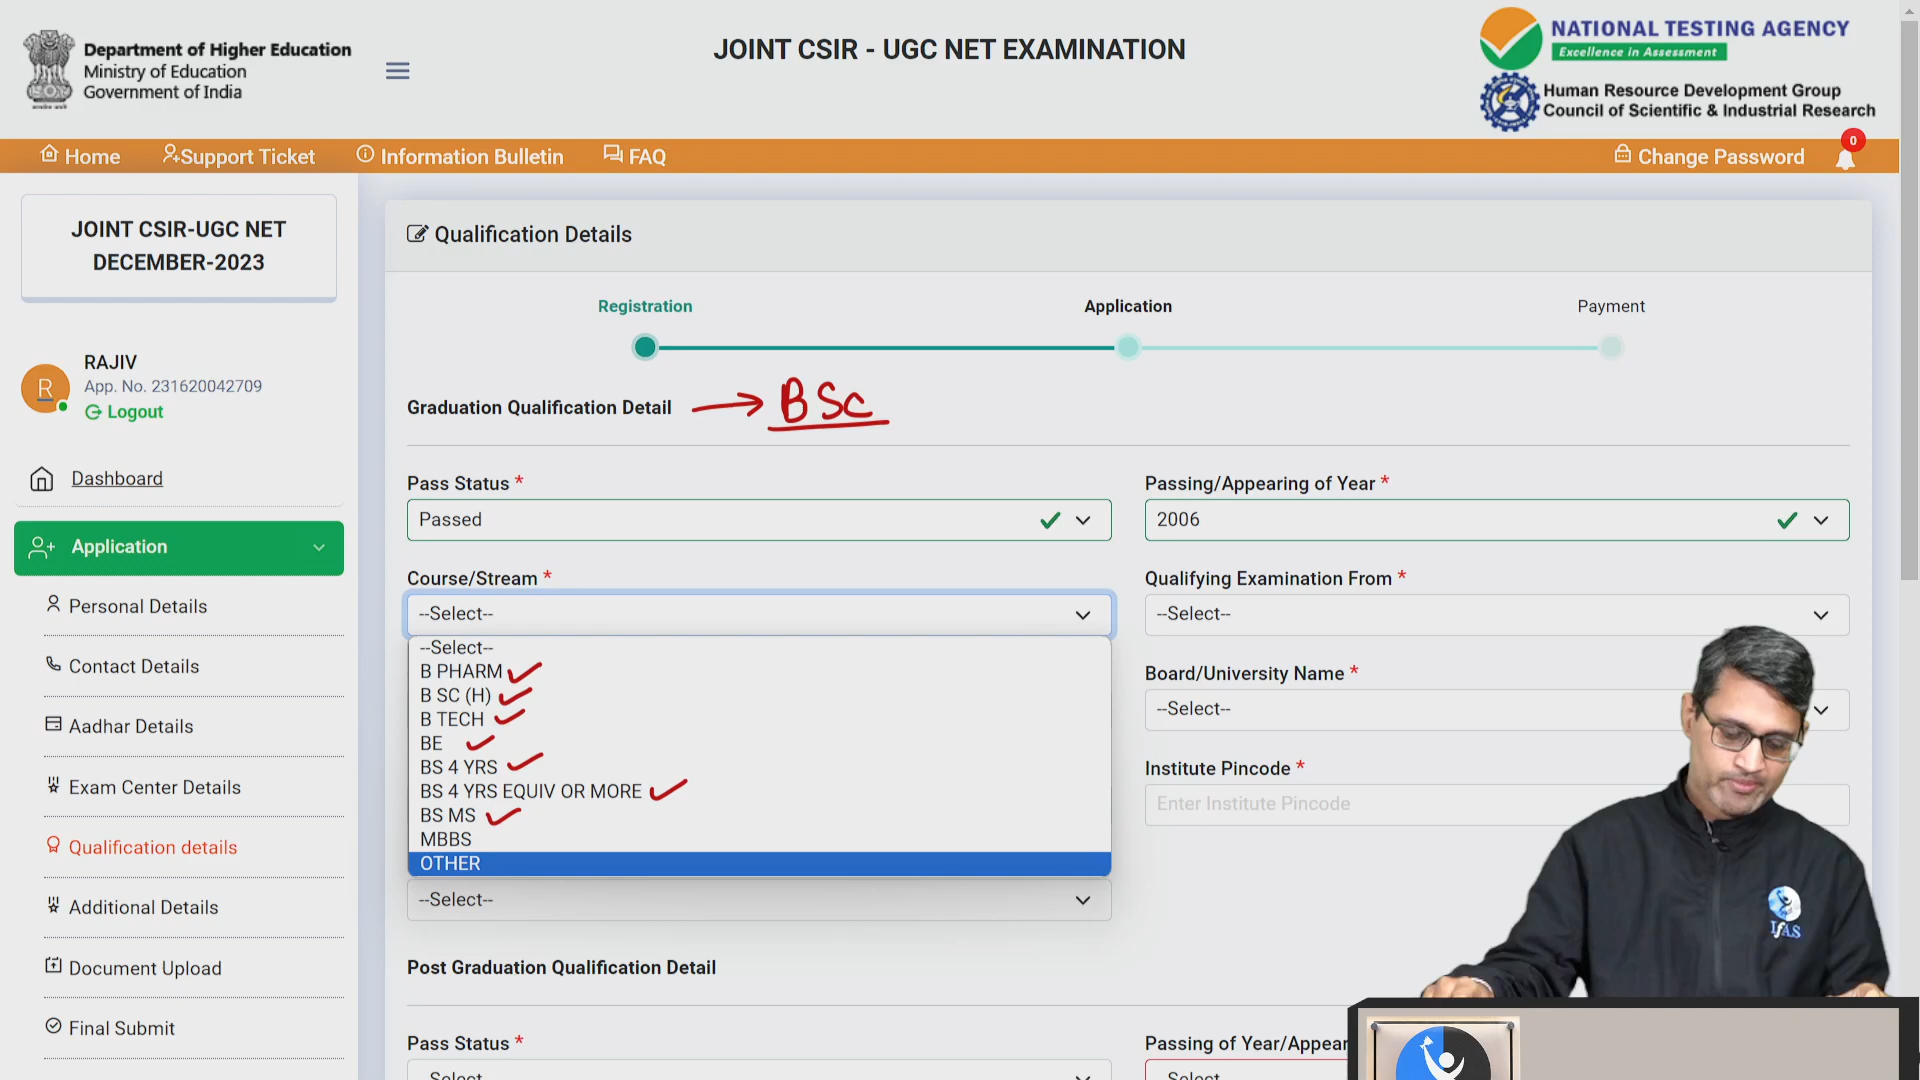 Department of Higher Education
Ministry of Education
Government of India
JOINT CSIR - UGC NET EXAMINATION
NATIONAL TESTING AGENCY
Excellence in Assessment
Human Resource Development Group
Council of Scientific & Industrial Research
Home
Support Ticket
Information Bulletin
FAQ
Change Password
0
JOINT CSIR-UGC NET
DECEMBER-2023
R
RAJIV
App. No. 231620042709
Logout
Dashboard
Application
Personal Details
Contact Details
Aadhar Details
Exam Center Details
Qualification details
Additional Details
Document Upload
Final Submit
Qualification Details
Registration
Application
Payment
Graduation Qualification Detail
BSc
Pass Status *
Passed
Passing/Appearing of Year *
2006
Course/Stream *
--Select--
Qualifying Examination From *
--Select--
--Select--
B PHARM
B SC (H)
B TECH
BE
BS 4 YRS
BS 4 YRS EQUIV OR MORE
BS MS
MBBS
OTHER
Board/University Name *
--Select--
Institute Pincode *
Enter Institute Pincode
--Select--
Post Graduation Qualification Detail
Pass Status *
Passing of Year/Appear
Select
Select
IFAS